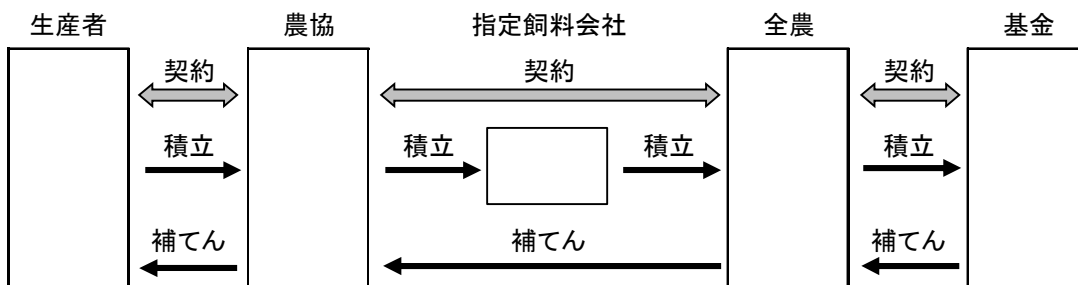 生産者 農協 指定飼料会社 全農 基金
契約 契約 契約
積立 積立 積立 積立
補てん 補てん 補てん